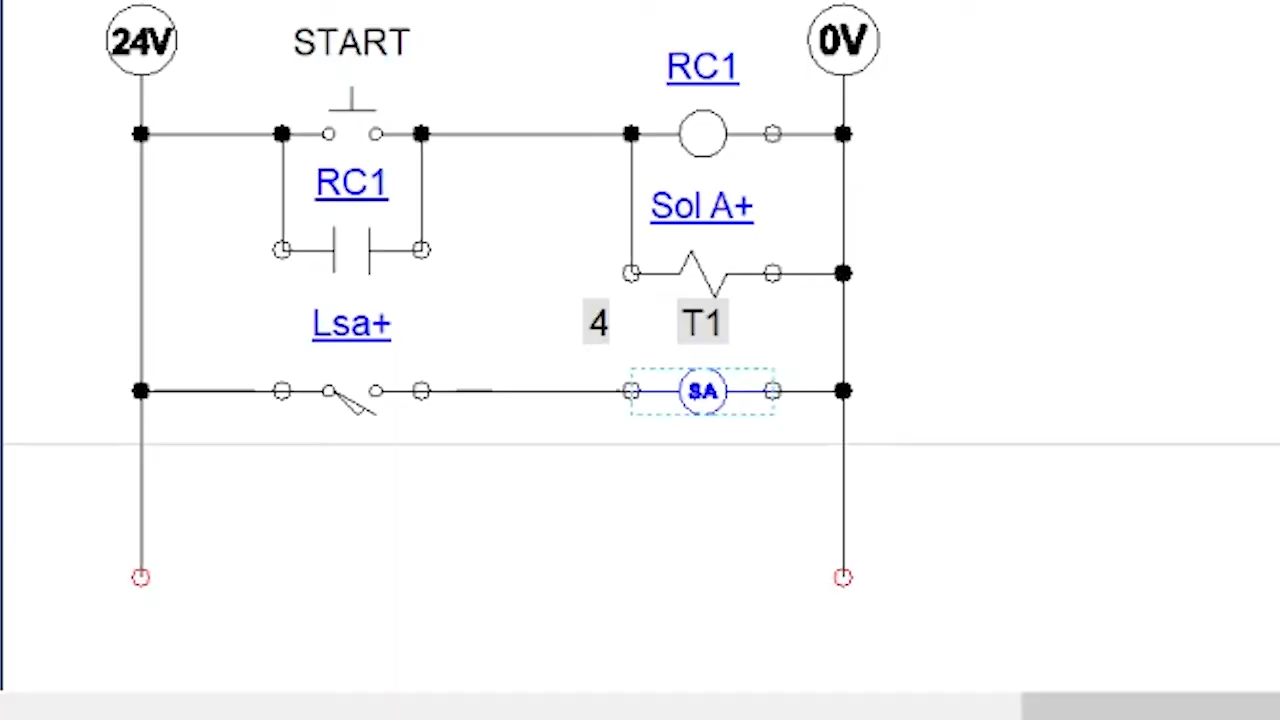 24V START 0V
RC1
RC1
Sol A+
Lsa+ 4 T1
SA